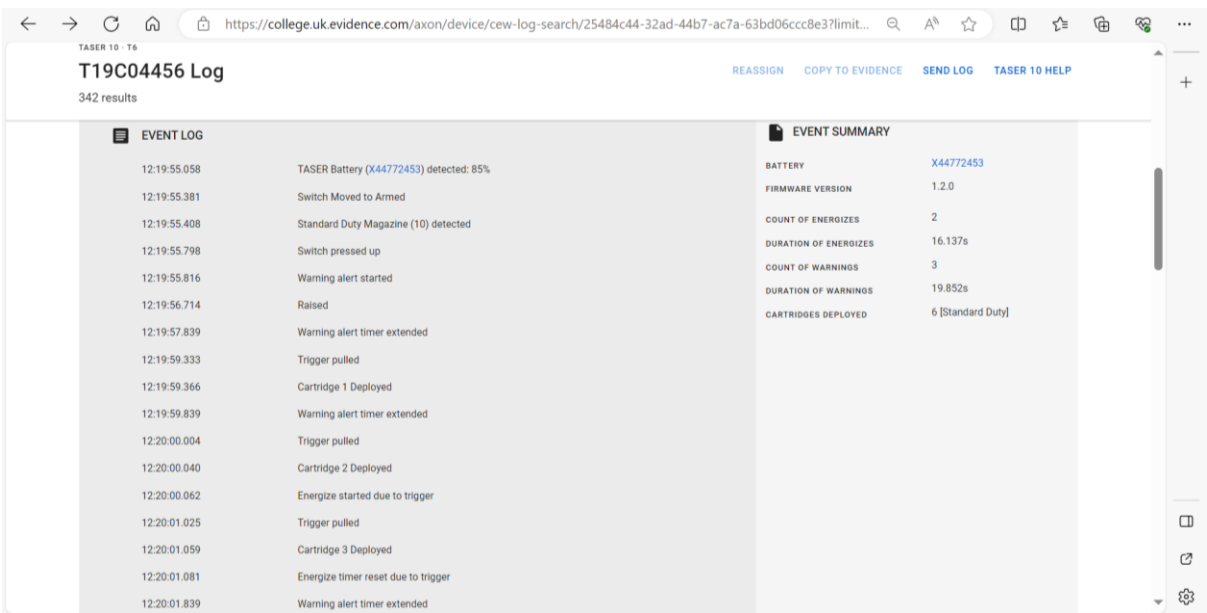 https://college.uk.evidence.com/axon/device/cew-log-search/25484c44-32ad-44b7-ac7a-63bd06ccc8e3?limit...
TASER 10 - T6
T19C04456 Log
342 results
REASSIGN COPY TO EVIDENCE SEND LOG TASER 10 HELP
EVENT LOG
12:19:55.058 TASER Battery (X44772453) detected: 85%
12:19:55.381 Switch Moved to Armed
12:19:55.408 Standard Duty Magazine (10) detected
12:19:55.798 Switch pressed up
12:19:55.816 Warning alert started
12:19:56.714 Raised
12:19:57.839 Warning alert timer extended
12:19:59.333 Trigger pulled
12:19:59.366 Cartridge 1 Deployed
12:19:59.839 Warning alert timer extended
12:20:00.004 Trigger pulled
12:20:00.040 Cartridge 2 Deployed
12:20:00.062 Energize started due to trigger
12:20:01.025 Trigger pulled
12:20:01.059 Cartridge 3 Deployed
12:20:01.081 Energize timer reset due to trigger
12:20:01.839 Warning alert timer extended
EVENT SUMMARY
BATTERY X44772453
FIRMWARE VERSION 1.2.0
COUNT OF ENERGIZES 2
DURATION OF ENERGIZES 16.137s
COUNT OF WARNINGS 3
DURATION OF WARNINGS 19.852s
CARTRIDGES DEPLOYED 6 [Standard Duty]